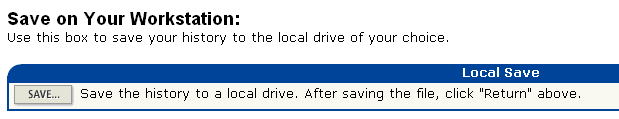 Save on Your Workstation:
Use this box to save your history to the local drive of your choice.
Local Save
SAVE... Save the history to a local drive. After saving the file, click "Return" above.